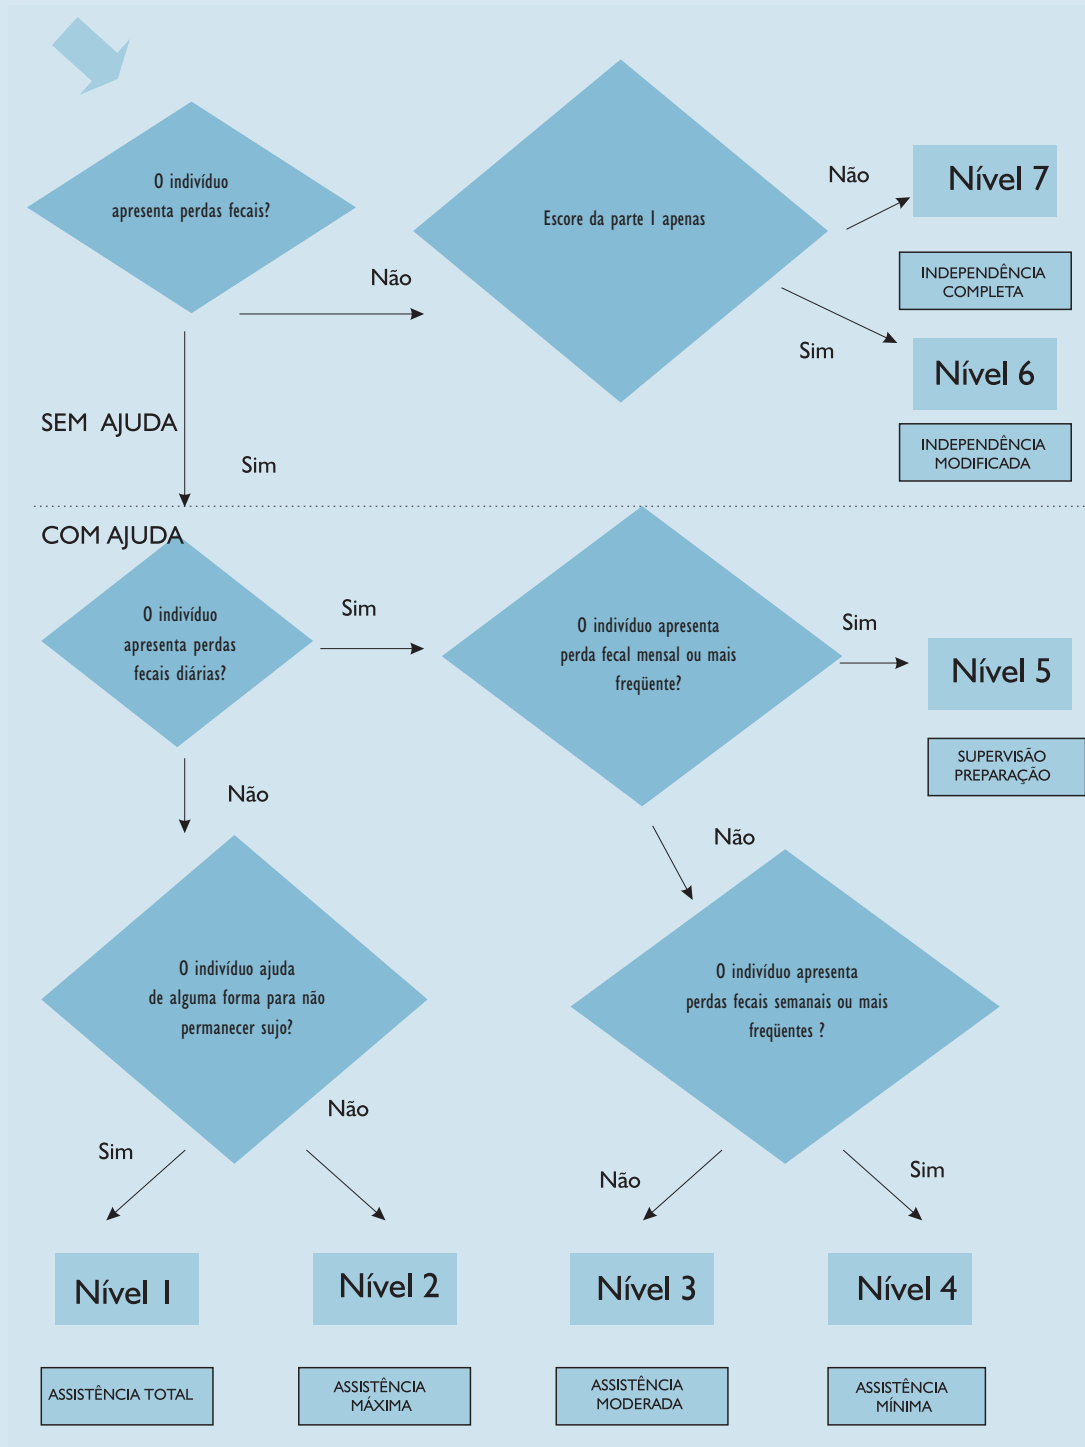 O indivíduo
apresenta perdas fecais?
Escore da parte I apenas
Não
Nível 7
INDEPENDÊNCIA
COMPLETA
Não
Sim
Nível 6
INDEPENDÊNCIA
MODIFICADA
SEM AJUDA
Sim
COM AJUDA
O indivíduo
apresenta perdas
fecais diárias?
Sim
O indivíduo apresenta
perda fecal mensal ou mais
freqüente?
Sim
Nível 5
SUPERVISÃO
PREPARAÇÃO
Não
Não
O indivíduo ajuda
de alguma forma para não
permanecer sujo?
O indivíduo apresenta
perdas fecais semanais ou mais
freqüentes ?
Sim
Não
Não
Sim
Nível I
Nível 2
Nível 3
Nível 4
ASSISTÊNCIA TOTAL
ASSISTÊNCIA
MÁXIMA
ASSISTÊNCIA
MODERADA
ASSISTÊNCIA
MÍNIMA